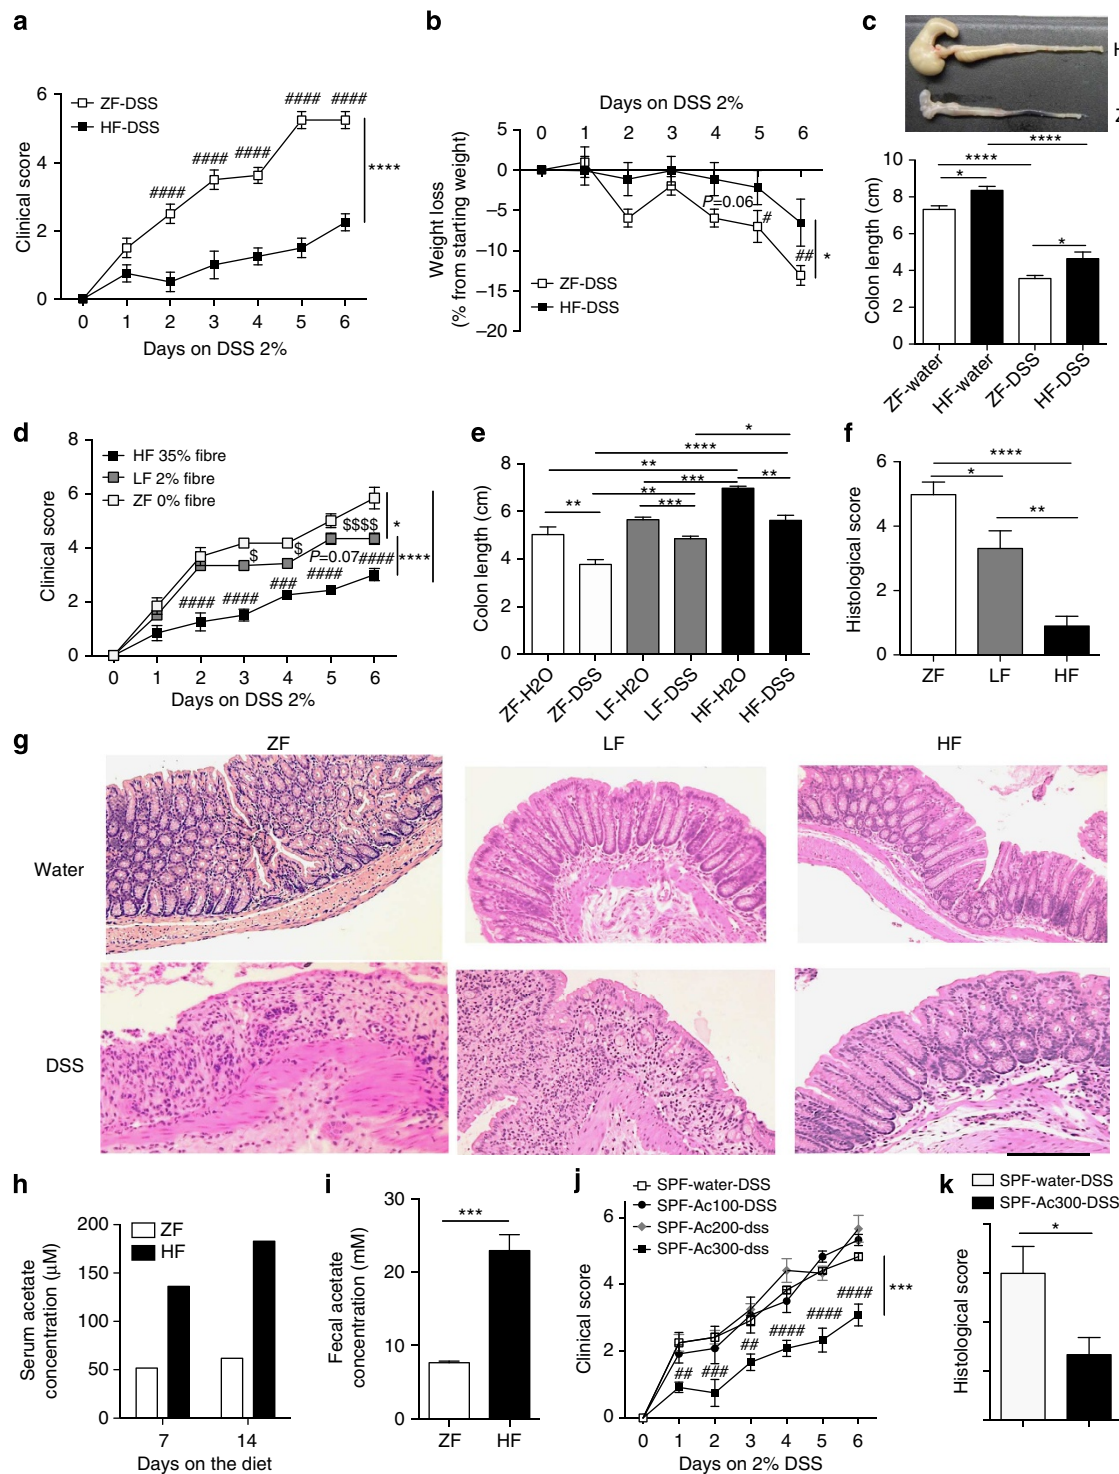 a
ZF-DSS
HF-DSS
#### ####
####
####
####
****
6
4
2
0
Clinical score
0 1 2 3 4 5 6
Days on DSS 2%
b
Days on DSS 2%
0 1 2 3 4 5 6
5
0
−5
−10
−15
−20
Weight loss
(% from starting weight)
P=0.06
#
##
*
ZF-DSS
HF-DSS
c
H
Z
****
****
*
*
10
8
6
4
2
0
Colon length (cm)
ZF-water
HF-water
ZF-DSS
HF-DSS
d
HF 35% fibre
LF 2% fibre
ZF 0% fibre
8
6
4
2
0
Clinical score
$
$
$$$$
*
****
P=0.07
####
####
###
####
####
0 1 2 3 4 5 6
Days on DSS 2%
e
*
****
**
***
**
**
**
***
8
6
4
2
0
Colon length (cm)
ZF-H2O
ZF-DSS
LF-H2O
LF-DSS
HF-H2O
HF-DSS
f
****
*
**
6
4
2
0
Histological score
ZF LF HF
g
ZF LF HF
Water
DSS
h
ZF
HF
200
150
100
50
0
Serum acetate
concentration (μM)
7 14
Days on the diet
i
***
30
20
10
0
Fecal acetate
concentration (mM)
ZF HF
j
SPF-water-DSS
SPF-Ac100-DSS
SPF-Ac200-dss
SPF-Ac300-dss
6
4
2
0
Clinical score
##
###
##
####
####
####
***
0 1 2 3 4 5 6
Days on 2% DSS
k
SPF-water-DSS
SPF-Ac300-DSS
*
Histological score